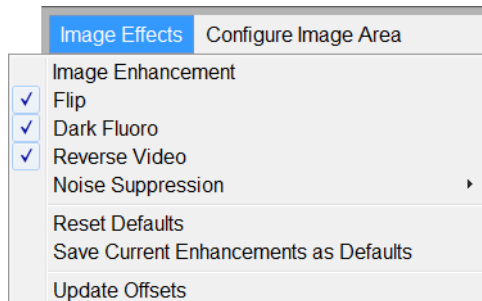 Image Effects Configure Image Area
Image Enhancement
Flip
Dark Fluoro
Reverse Video
Noise Suppression
Reset Defaults
Save Current Enhancements as Defaults
Update Offsets